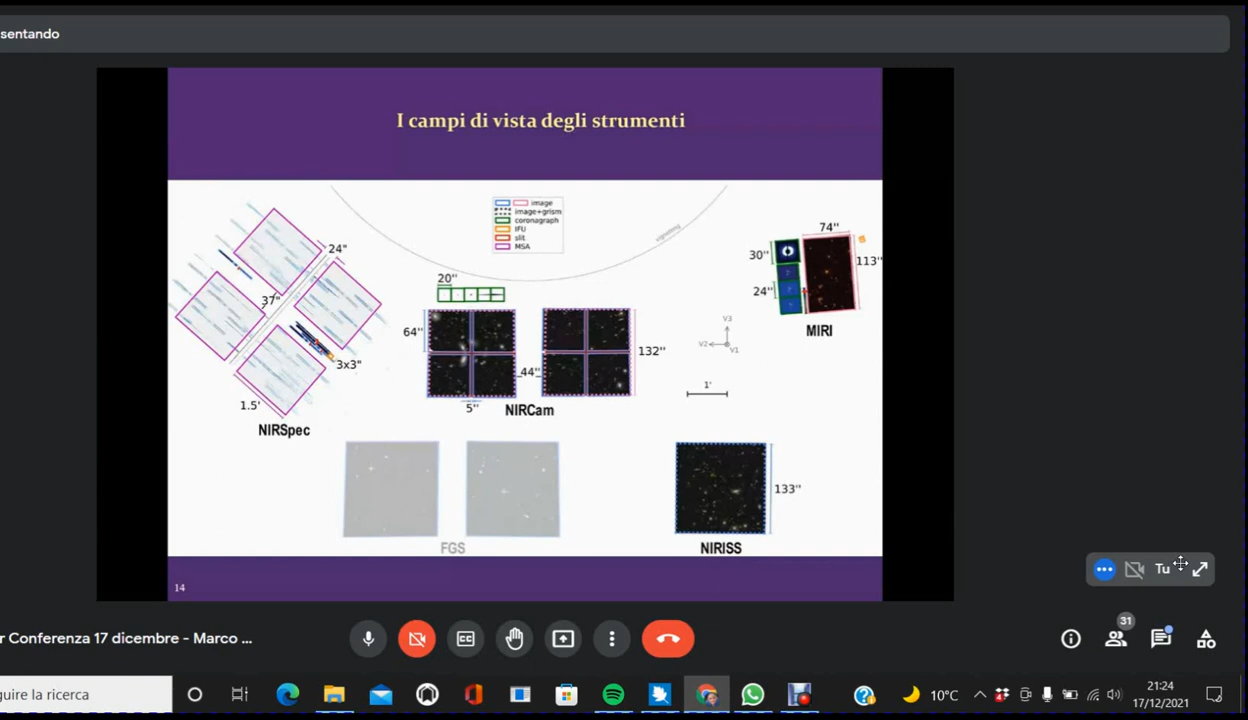 sentando
I campi di vista degli strumenti
image
image+grism
coronagraph
IFU
slit
MSA
vignetting
24"
37"
3x3"
1.5'
NIRSpec
20"
64"
44"
5"
132"
NIRCam
V3
V2
V1
1'
74"
30"
113"
24"
MIRI
FGS
133"
NIRISS
14
Tu
r Conferenza 17 dicembre - Marco ...
31
guire la ricerca
10°C
21:24
17/12/2021